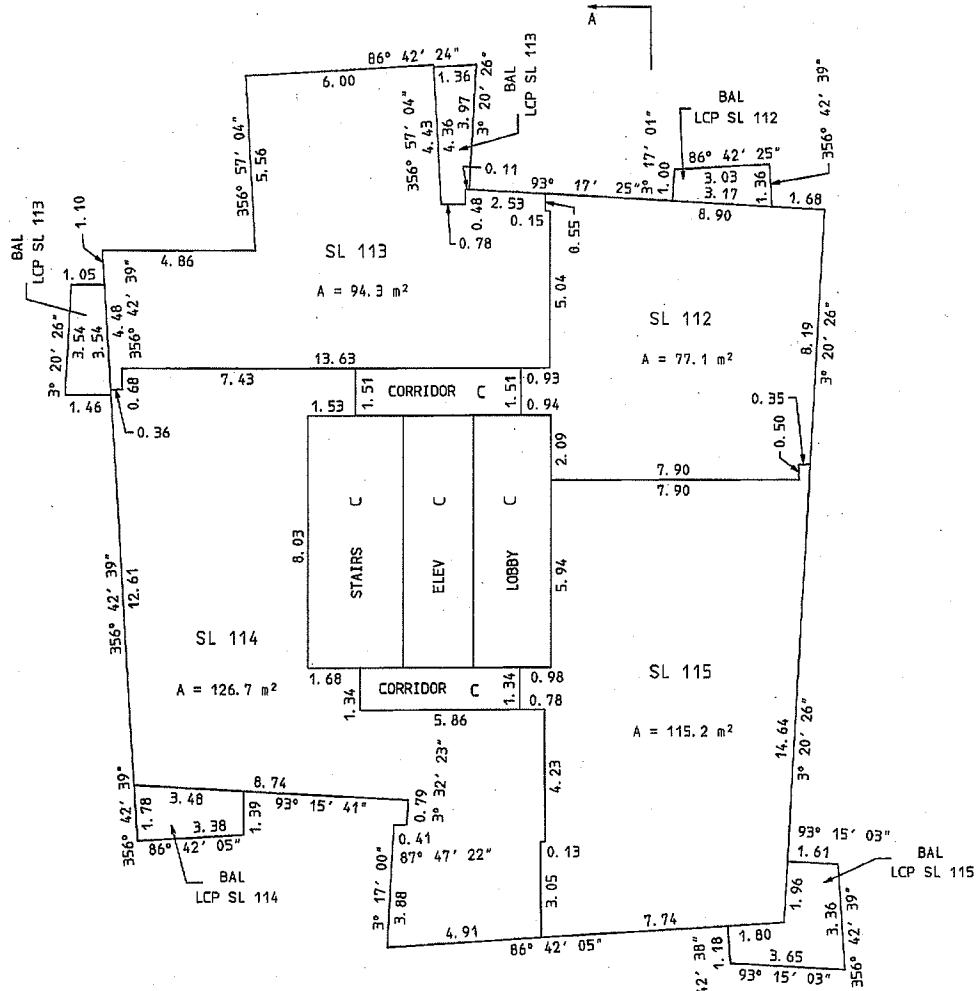 A
86° 42' 24"
6.00
1.36
3° 20' 26"
BAL
LCP SL 113
356° 57' 04"
5.56
356° 57' 04"
4.43
4.36
3.97
0.11
93° 17' 25"
3° 17' 01"
1.00
BAL
LCP SL 112
86° 42' 25"
3.03
3.17
1.36
356° 42' 39"
8.90
1.68
0.48
2.53
0.15
0.55
0.78
BAL
LCP SL 113
1.10
4.86
SL 113
A = 94.3 m²
1.05
3° 20' 26"
3.54
3.54
4.48
356° 42' 39"
5.04
SL 112
A = 77.1 m²
8.19
3° 20' 26"
13.63
7.43
0.68
1.46
0.36
1.53
1.51
CORRIDOR C
1.51
0.93
0.94
0.35
0.50
2.09
7.90
7.90
8.03
STAIRS C
ELEV C
LOBBY C
5.94
356° 42' 39"
12.61
SL 114
A = 126.7 m²
SL 115
A = 115.2 m²
14.64
3° 20' 26"
1.68
1.34
CORRIDOR C
1.34
0.98
0.78
5.86
4.23
356° 42' 39"
1.78
3.48
3.38
86° 42' 05"
1.39
8.74
93° 15' 41"
0.79
3° 32' 23"
0.41
87° 47' 22"
BAL
LCP SL 114
3° 17' 00"
3.88
4.91
86° 42' 05"
3.05
0.13
7.74
93° 15' 03"
1.61
BAL
LCP SL 115
1.96
3.36
356° 42' 39"
1.80
1.18
3.65
93° 15' 03"
42' 38"